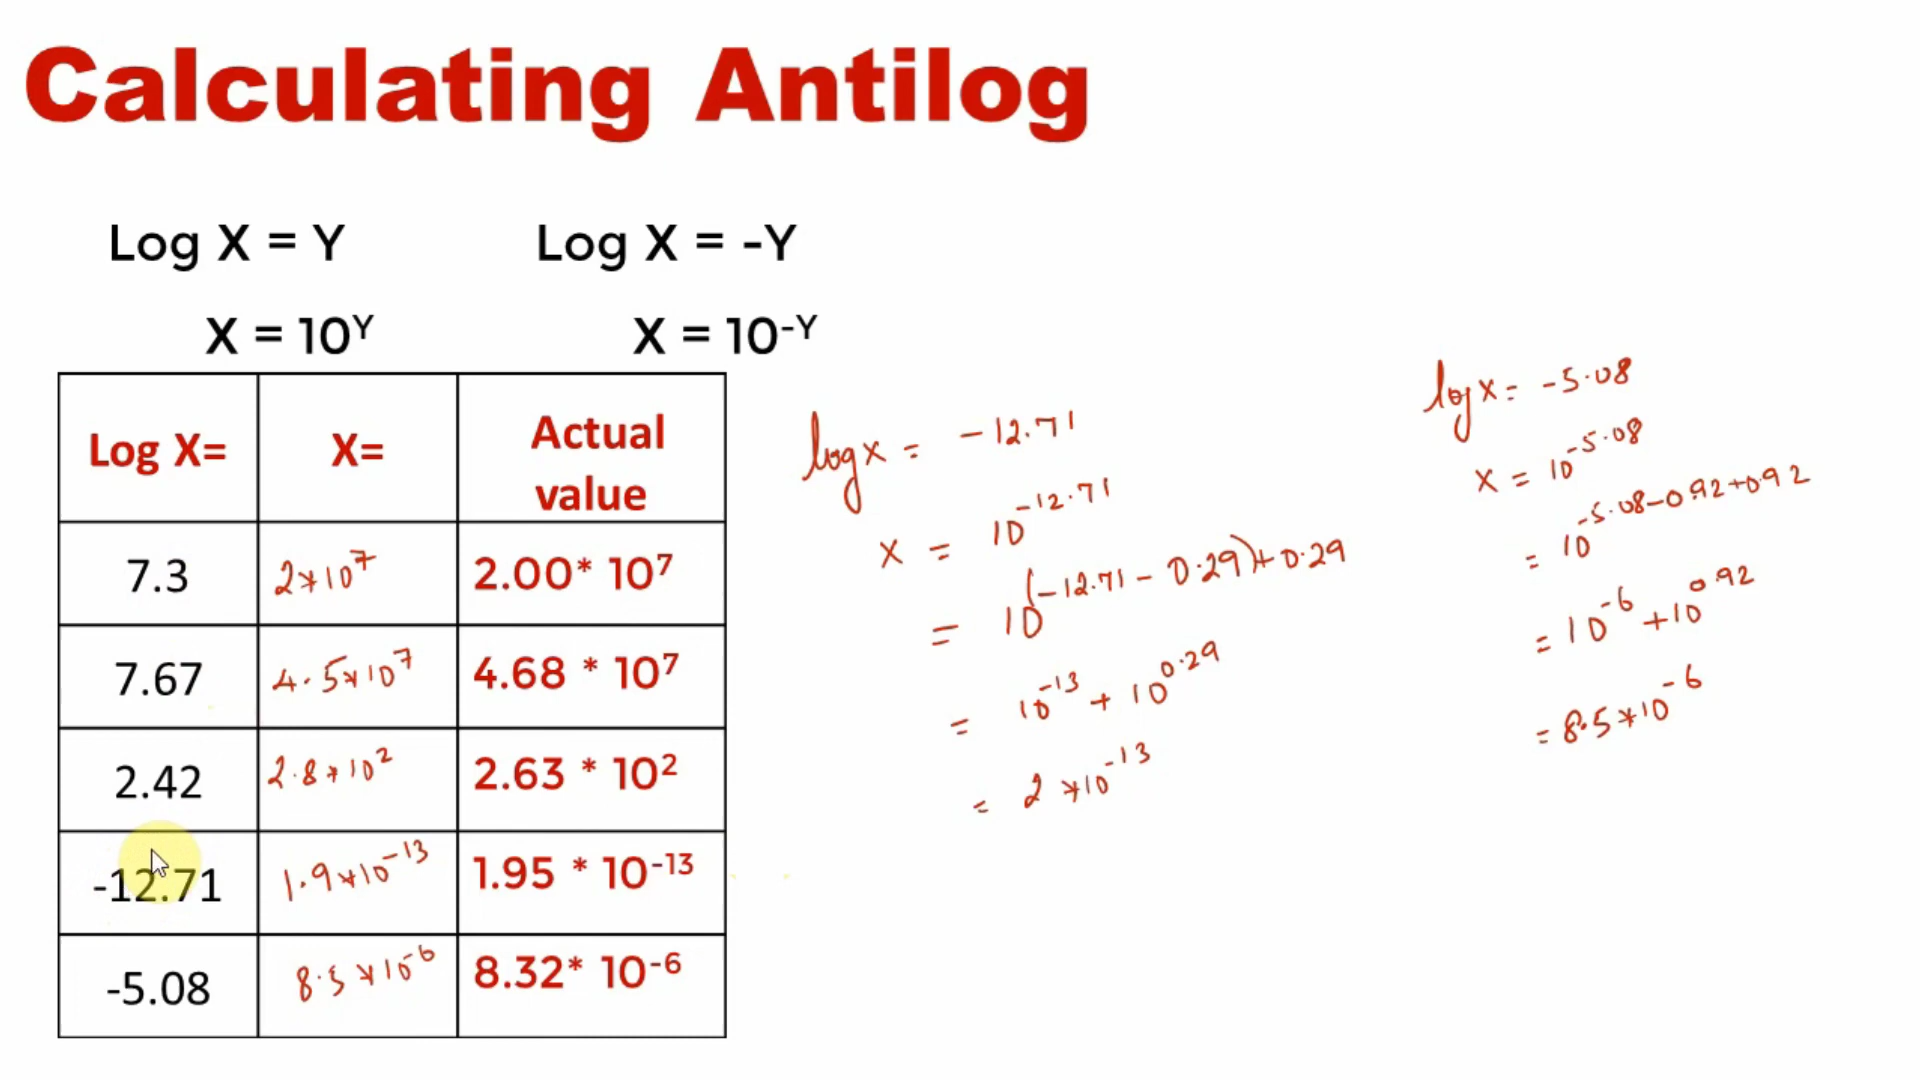 Calculating Antilog
Log X = Y
Log X = -Y
X = 10^Y
X = 10^-Y
Log X= X= Actual value
7.3 2*10^7 2.00* 10^7
7.67 4.5*10^7 4.68 * 10^7
2.42 2.8*10^2 2.63 * 10^2
-12.71 1.9*10^-13 1.95 * 10^-13
-5.08 8.5*10^-6 8.32* 10^-6
log x = -12.71
x = 10^-12.71
= 10^(-12.71 - 0.29)+0.29
= 10^-13 + 10^0.29
= 2*10^-13
log x = -5.08
x = 10^-5.08
= 10^-5.08-0.92+0.92
= 10^-6 + 10^0.92
= 8.5*10^-6